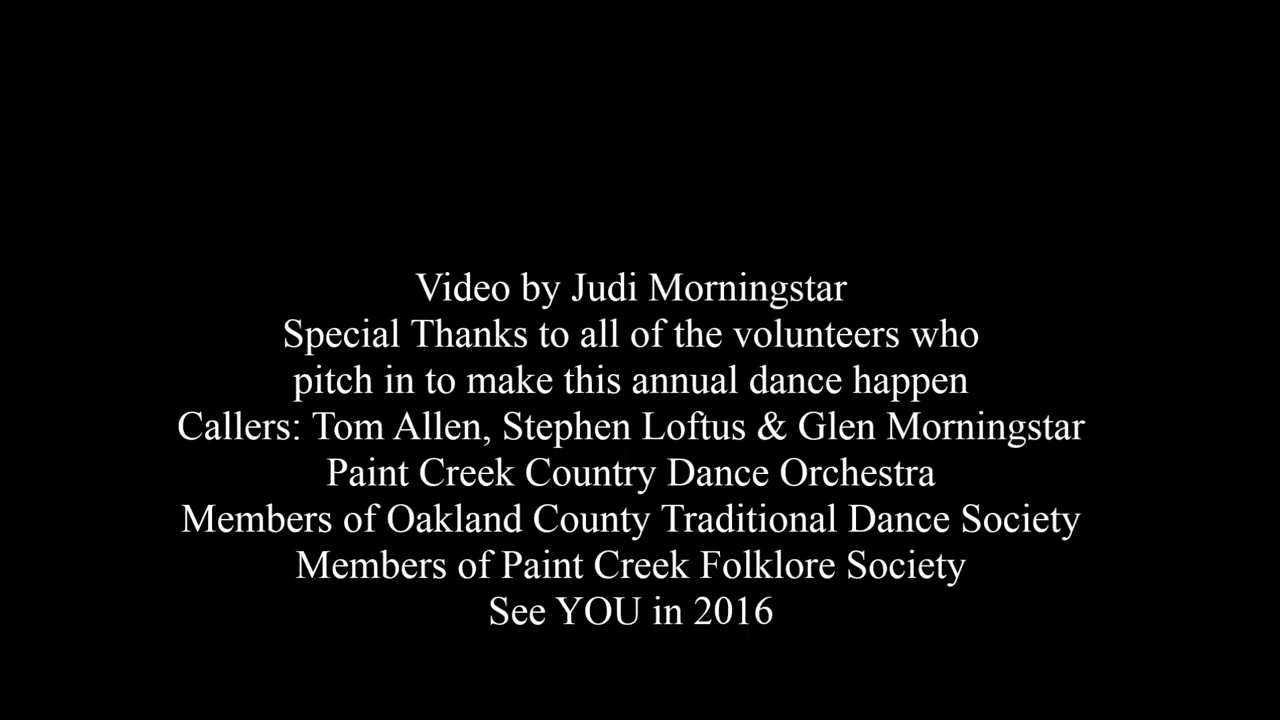 Video by Judi Morningstar
Special Thanks to all of the volunteers who
pitch in to make this annual dance happen
Callers: Tom Allen, Stephen Loftus & Glen Morningstar
Paint Creek Country Dance Orchestra
Members of Oakland County Traditional Dance Society
Members of Paint Creek Folklore Society
See YOU in 2016